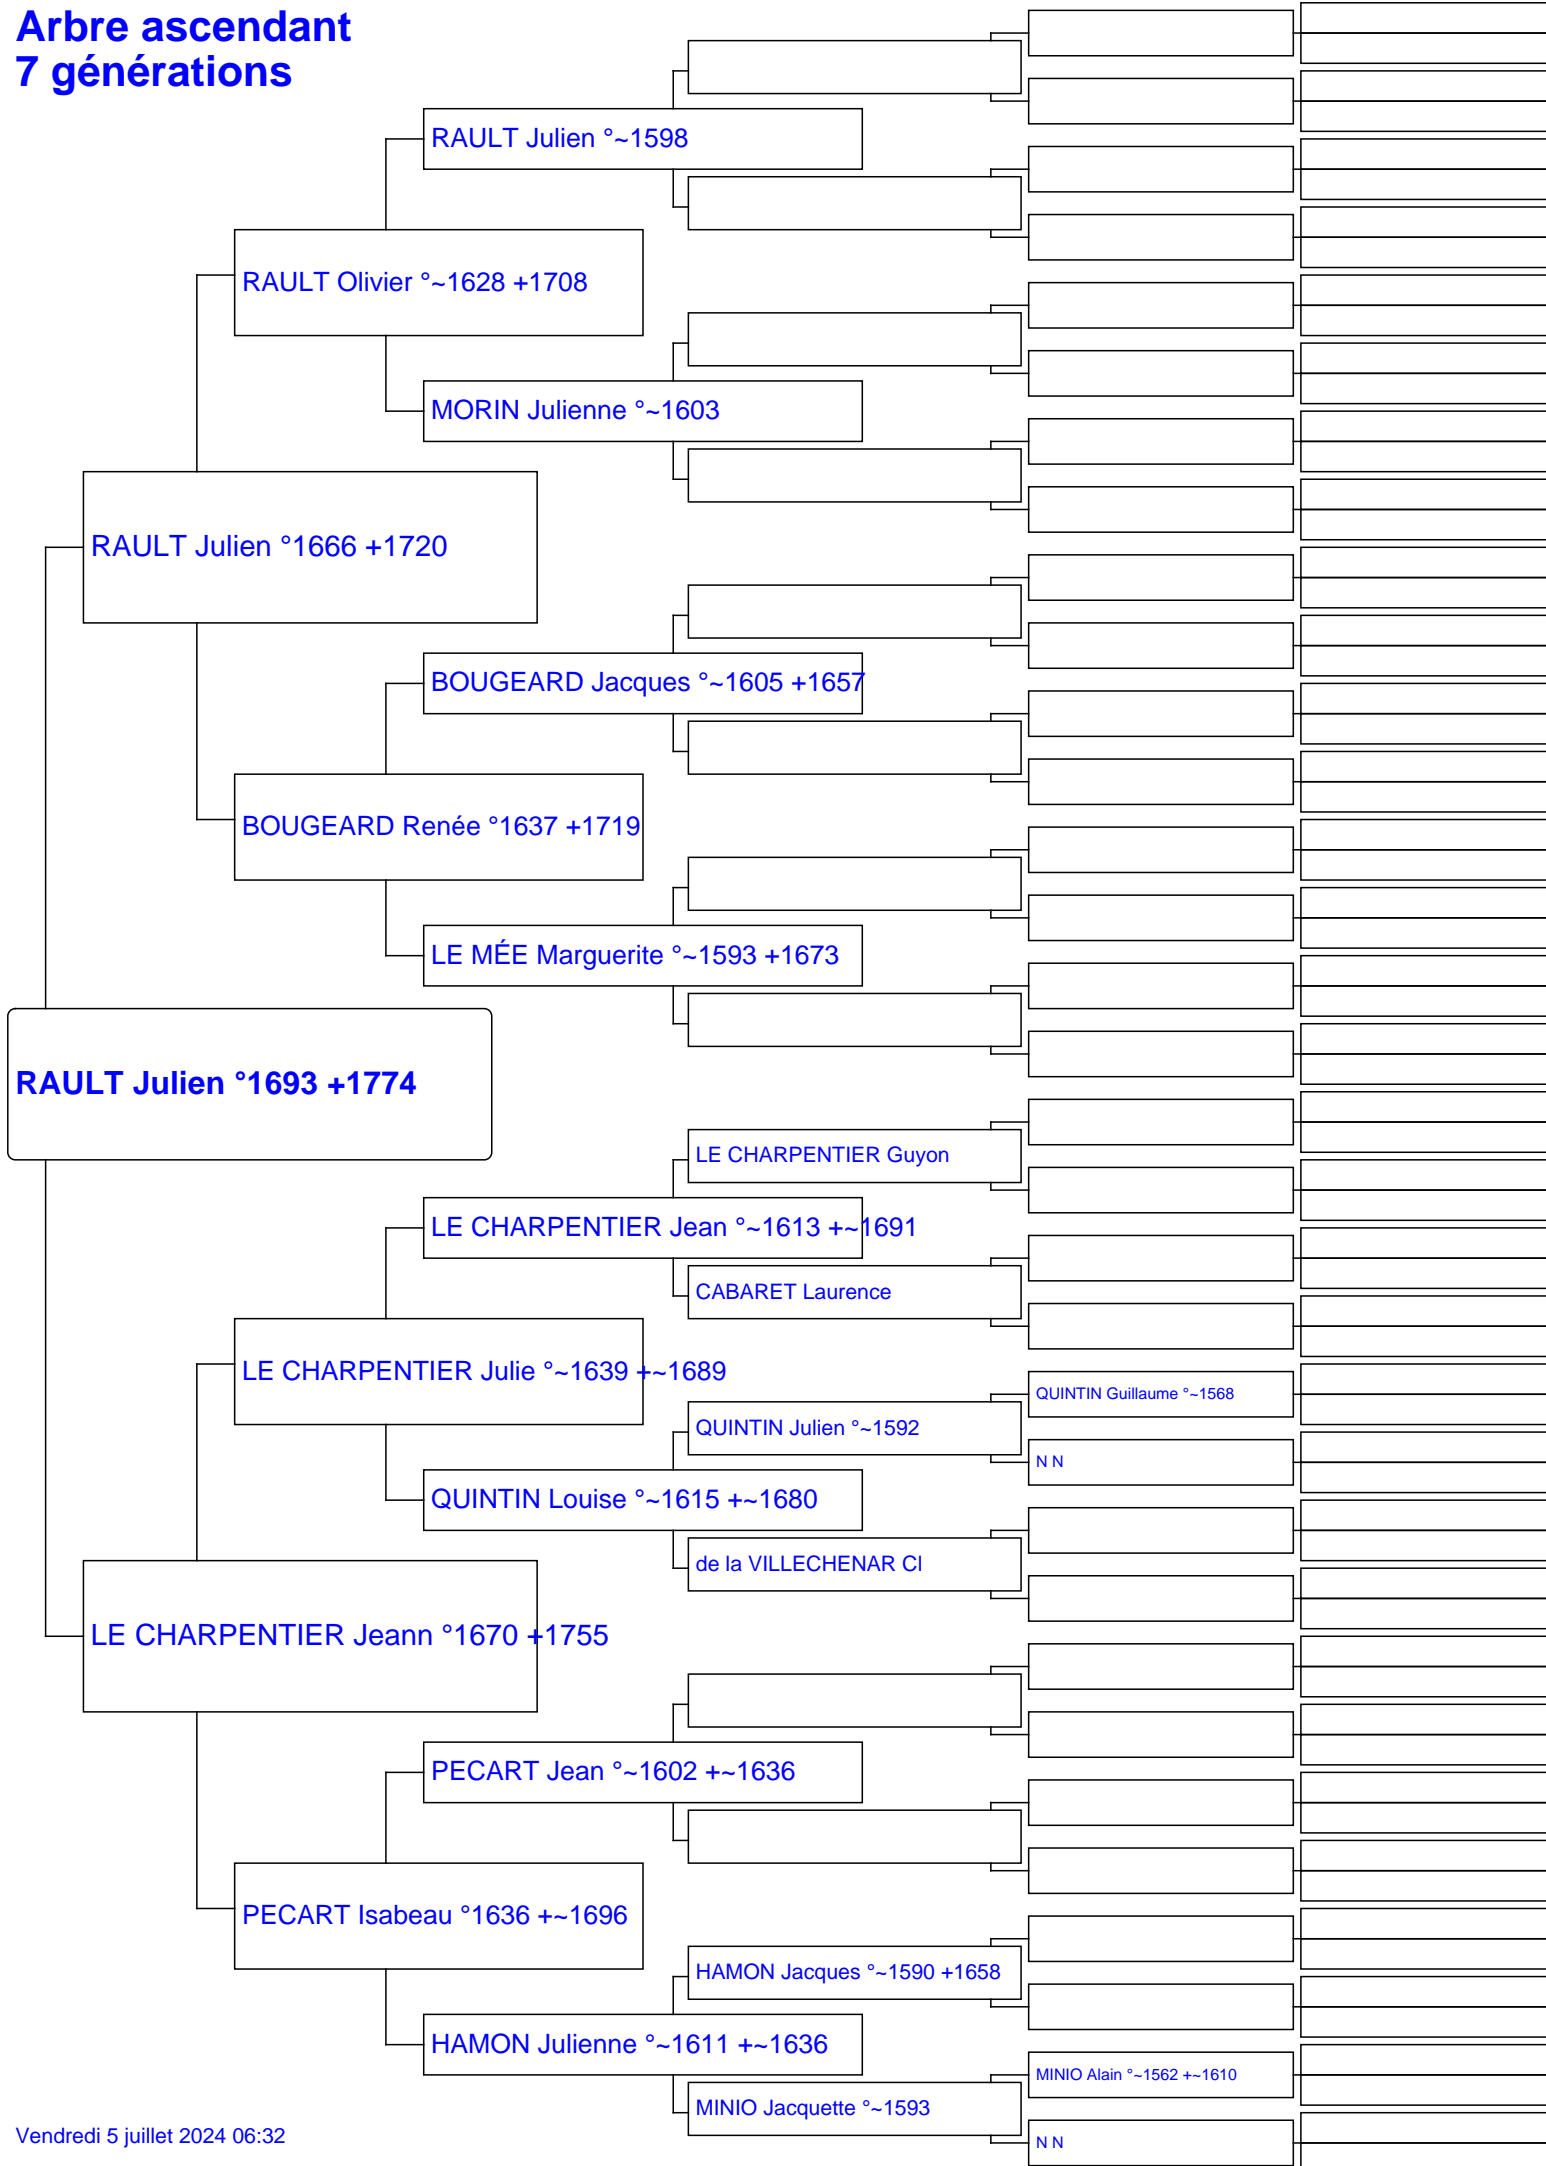 Arbre ascendant
7 générations
RAULT Julien °~1598
RAULT Olivier °~1628 +1708
MORIN Julienne °~1603
RAULT Julien °1666 +1720
BOUGEARD Jacques °~1605 +1657
BOUGEARD Renée °1637 +1719
LE MÉE Marguerite °~1593 +1673
RAULT Julien °1693 +1774
LE CHARPENTIER Guyon
LE CHARPENTIER Jean °~1613 +~1691
CABARET Laurence
LE CHARPENTIER Julie °~1639 +~1689
QUINTIN Guillaume °~1568
QUINTIN Julien °~1592
N N
QUINTIN Louise °~1615 +~1680
de la VILLECHENAR Cl
LE CHARPENTIER Jeann °1670 +1755
PECART Jean °~1602 +~1636
PECART Isabeau °1636 +~1696
HAMON Jacques °~1590 +1658
HAMON Julienne °~1611 +~1636
MINIO Alain °~1562 +~1610
MINIO Jacquette °~1593
N N
Vendredi 5 juillet 2024 06:32